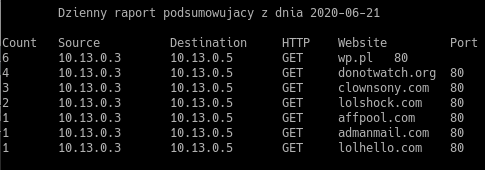 Dzienny raport podsumowujacy z dnia 2020-06-21
Count Source Destination HTTP Website Port
6 10.13.0.3 10.13.0.5 GET wp.pl 80
4 10.13.0.3 10.13.0.5 GET donotwatch.org 80
3 10.13.0.3 10.13.0.5 GET clownsony.com 80
2 10.13.0.3 10.13.0.5 GET lolshock.com 80
1 10.13.0.3 10.13.0.5 GET affpool.com 80
1 10.13.0.3 10.13.0.5 GET admanmail.com 80
1 10.13.0.3 10.13.0.5 GET lolhello.com 80